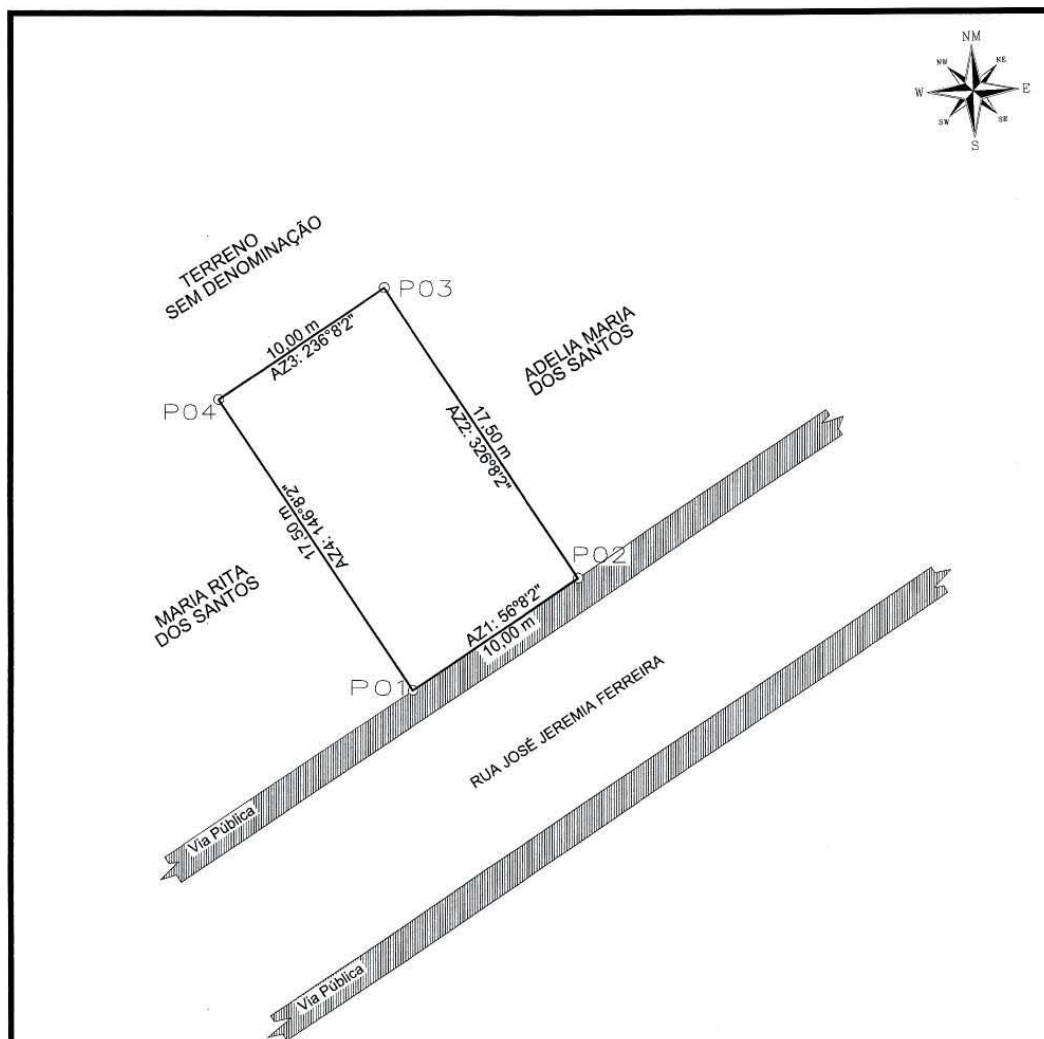 NM
NW
NE
W
E
SW
SE
S
TERRENO
SEM DENOMINAÇÃO
P03
10,00 m
AZ3: 236°8'2"
ADELIA MARIA
DOS SANTOS
P04
17,50 m
AZ2: 326°8'2"
AZ4: 146°8'2"
17,50 m
P02
MARIA RITA
DOS SANTOS
AZ1: 56°8'2"
10,00 m
P01
RUA JOSÉ JEREMIA FERREIRA
Via Pública
Via Pública